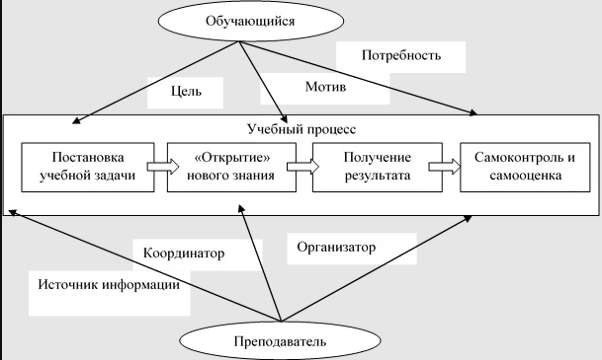 Обучающийся
Потребность
Мотив
Цель
Учебный процесс
Постановка
учебной задачи
«Открытие»
нового знания
Получение
результата
Самоконтроль и
самооценка
Координатор
Организатор
Источник информации
Преподаватель